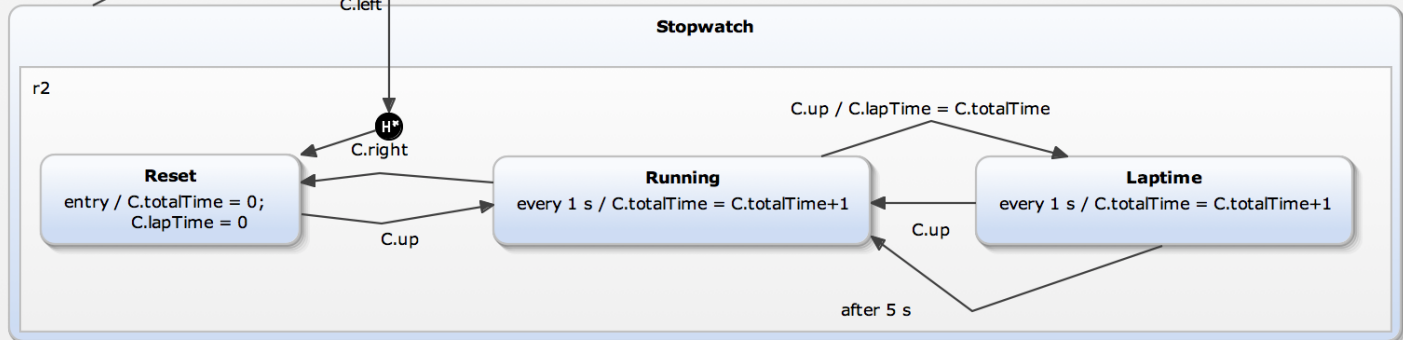 C.left
Stopwatch
r2
C.up / C.lapTime = C.totalTime
H*
C.right
Reset
entry / C.totalTime = 0;
C.lapTime = 0
Running
every 1 s / C.totalTime = C.totalTime+1
Laptime
every 1 s / C.totalTime = C.totalTime+1
C.up
C.up
after 5 s